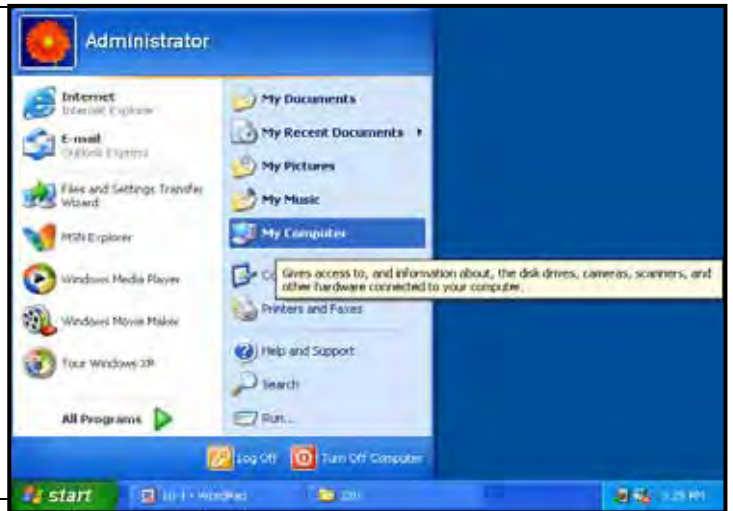 Administrator
Internet
Internet Explorer
E-mail
Outlook Express
Files and Settings Transfer
Wizard
MSN Explorer
Windows Media Player
Windows Movie Maker
Tour Windows XP
All Programs
My Documents
My Recent Documents
My Pictures
My Music
My Computer
Gives access to, and information about, the disk drives, cameras, scanners, and
other hardware connected to your computer.
Printers and Faxes
Help and Support
Search
Run...
Log Off
Turn Off Computer
start
WordPad